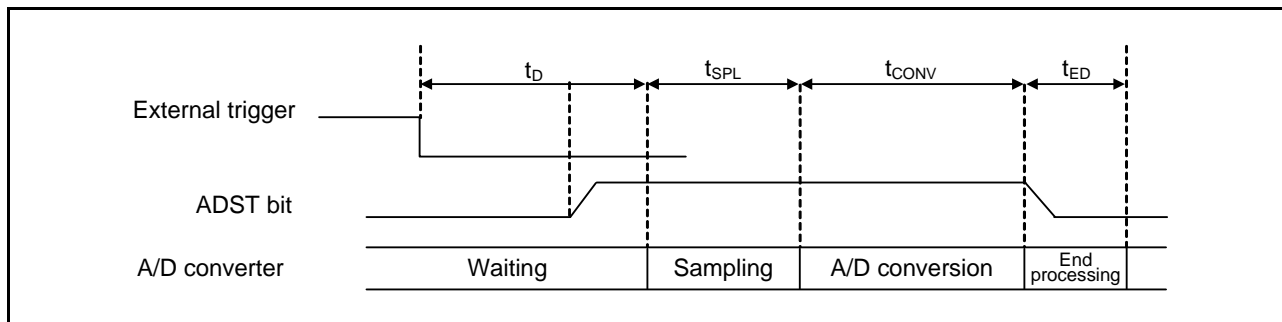 tD tSPL tCONV tED
External trigger
ADST bit
A/D converter Waiting Sampling A/D conversion End processing